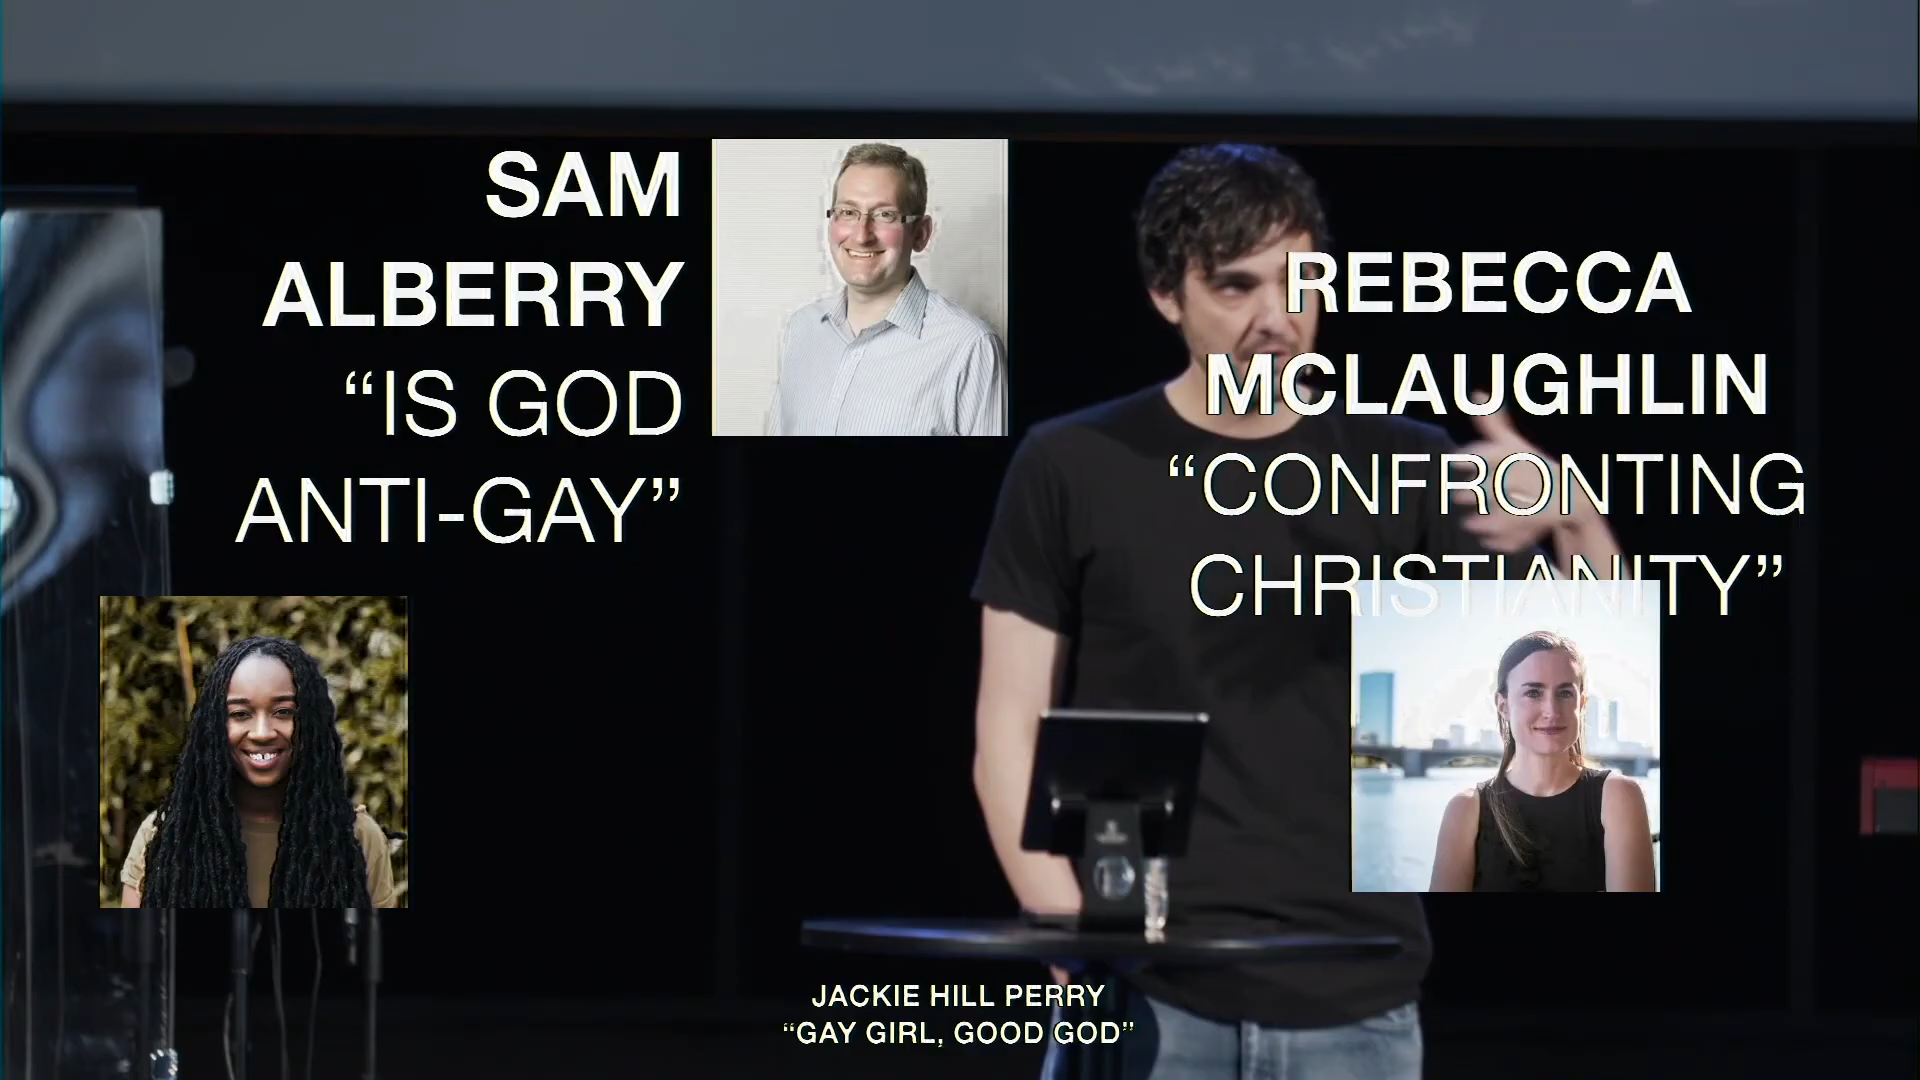 SAM
ALBERRY
“IS GOD
ANTI-GAY”
REBECCA
MCLAUGHLIN
“CONFRONTING
CHRISTIANITY”
JACKIE HILL PERRY
“GAY GIRL, GOOD GOD”